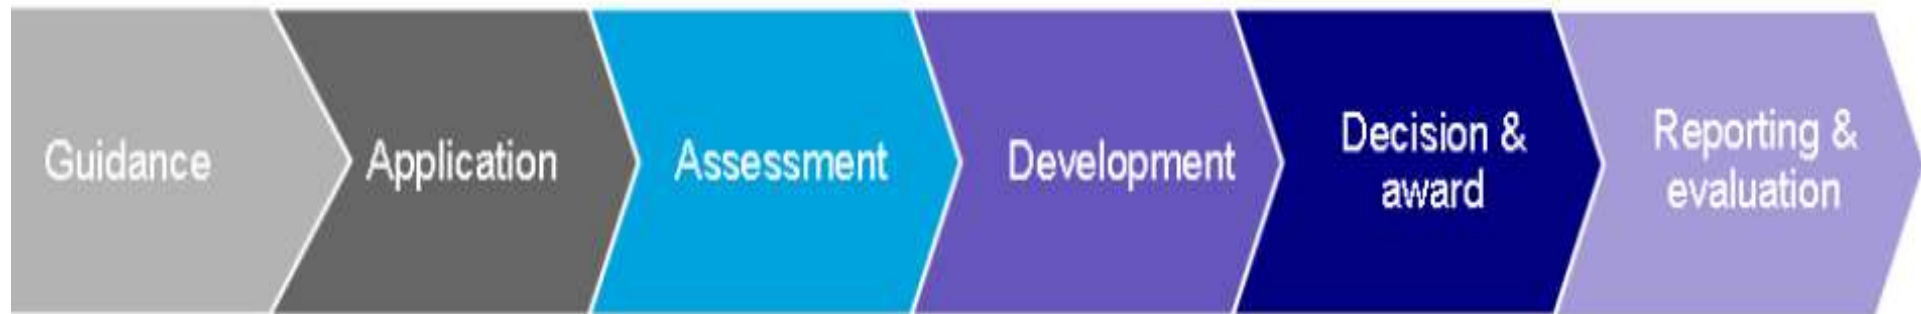 Guidance
Application
Assessment
Development
Decision &
award
Reporting &
evaluation